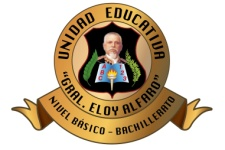 UNIDAD EDUCATIVA
"GRAL. ELOY ALFARO"
NIVEL BÁSICO - BACHILLERATO